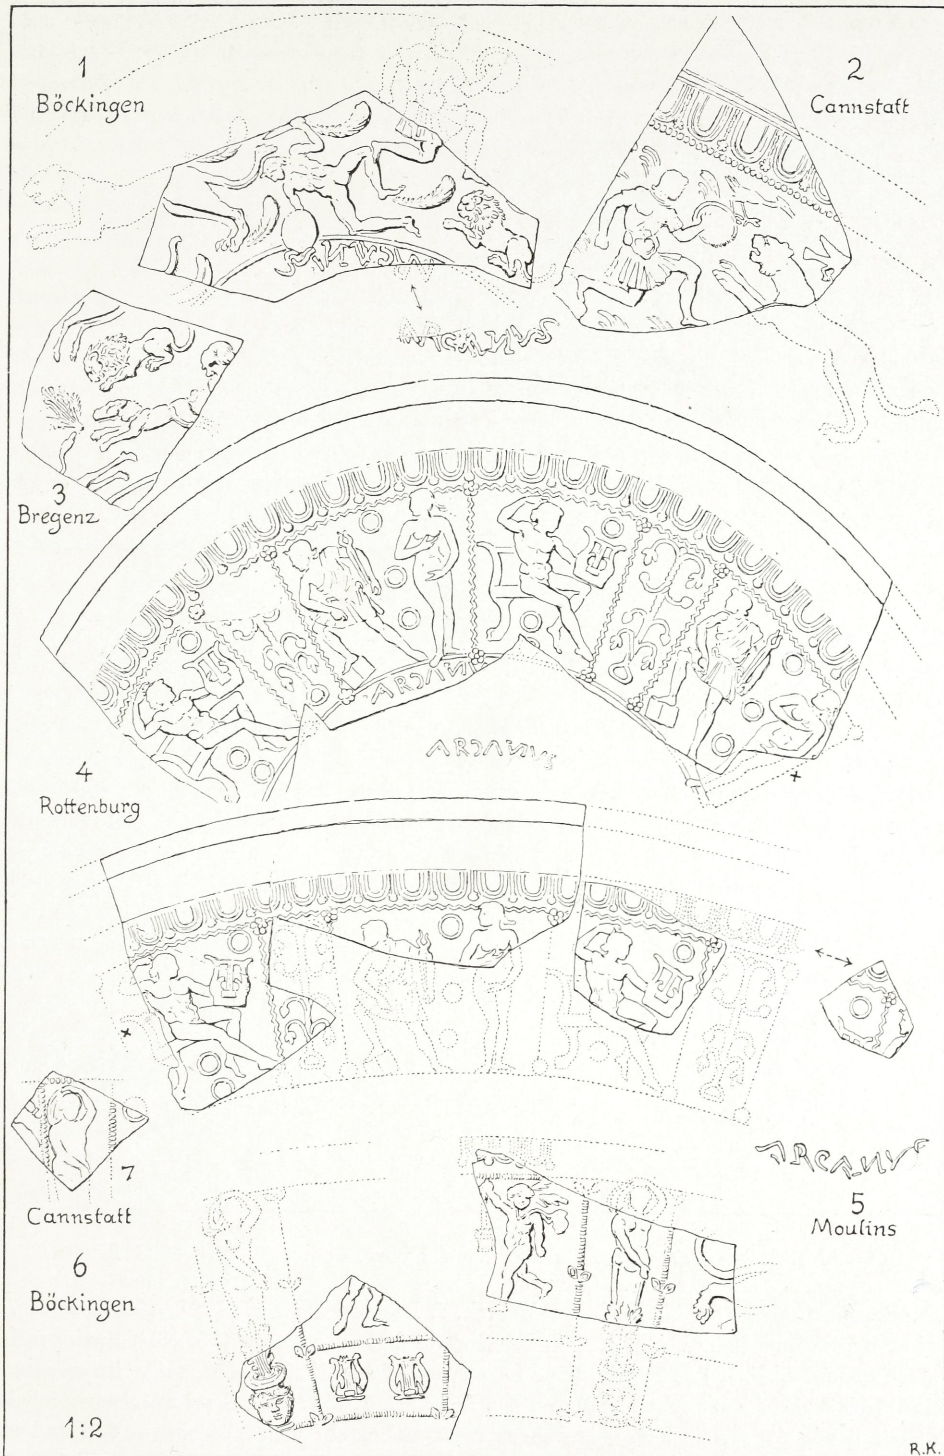 1
Böckingen
2
Cannstatt
ARCANUS
3
Bregenz
ARCANUS
4
Rottenburg
7
Cannstatt
ARCANUS
5
Moulins
6
Böckingen
1:2
R.K.